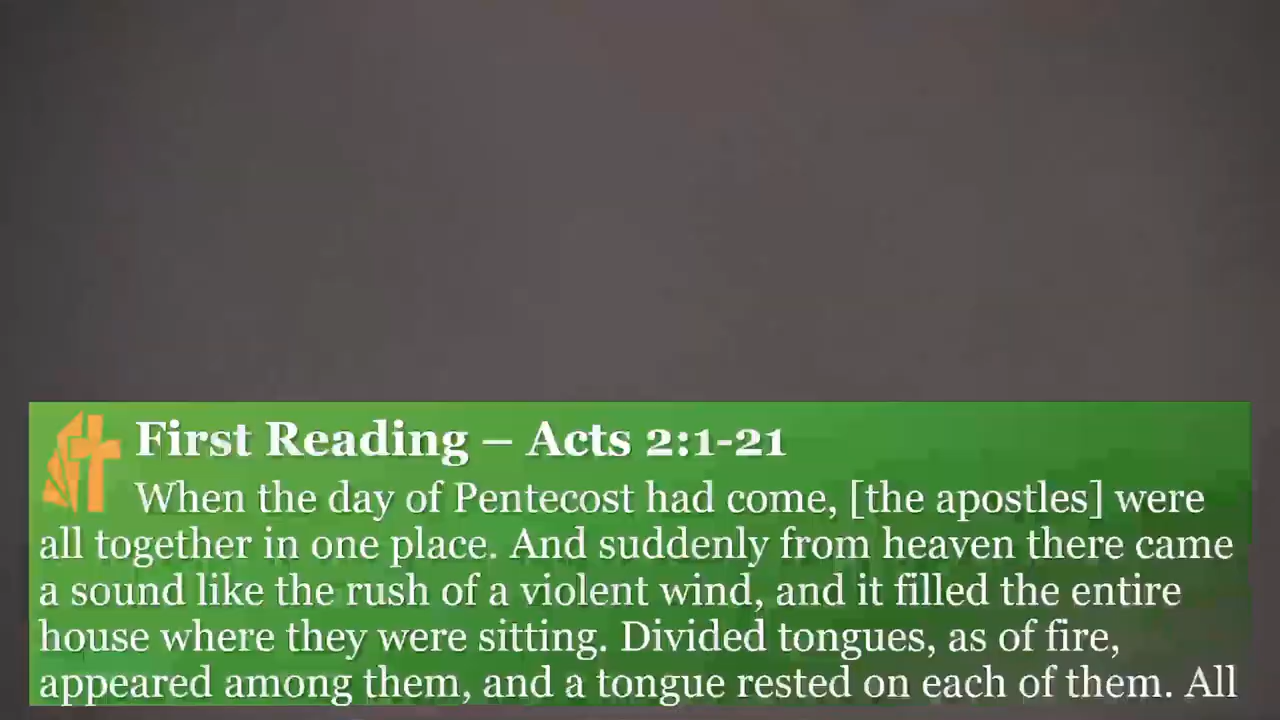 First Reading – Acts 2:1-21
When the day of Pentecost had come, [the apostles] were
all together in one place. And suddenly from heaven there came
a sound like the rush of a violent wind, and it filled the entire
house where they were sitting. Divided tongues, as of fire,
appeared among them, and a tongue rested on each of them. All